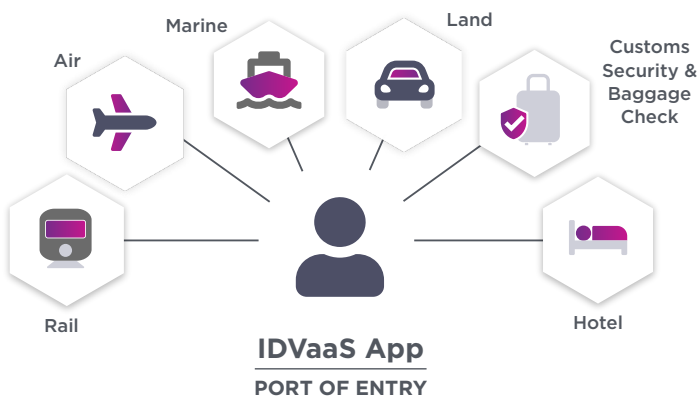 Marine
Land
Air
Customs
Security &
Baggage
Check
Rail
Hotel
IDVaaS App
PORT OF ENTRY